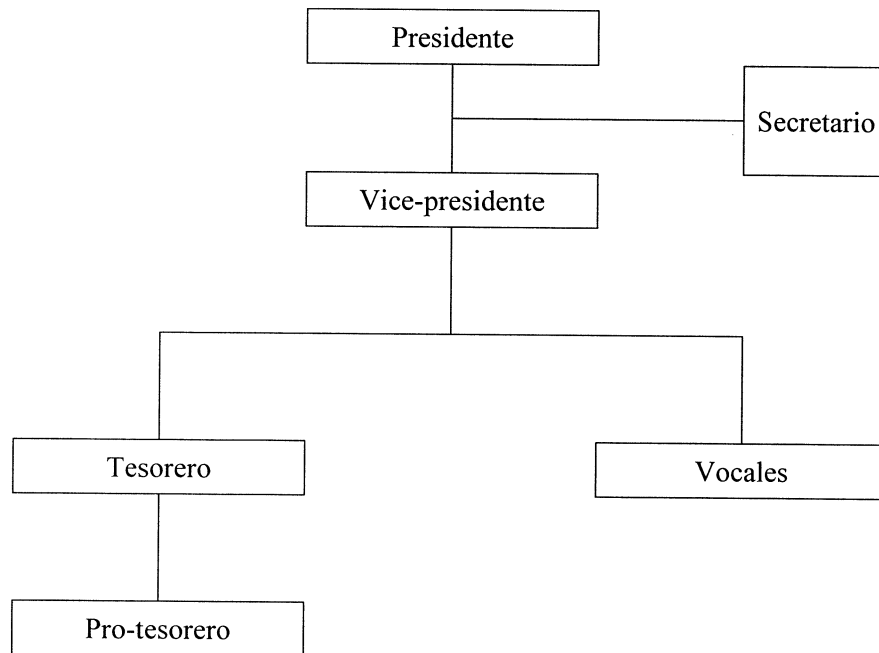 Presidente
Secretario
Vice-presidente
Tesorero
Vocales
Pro-tesorero